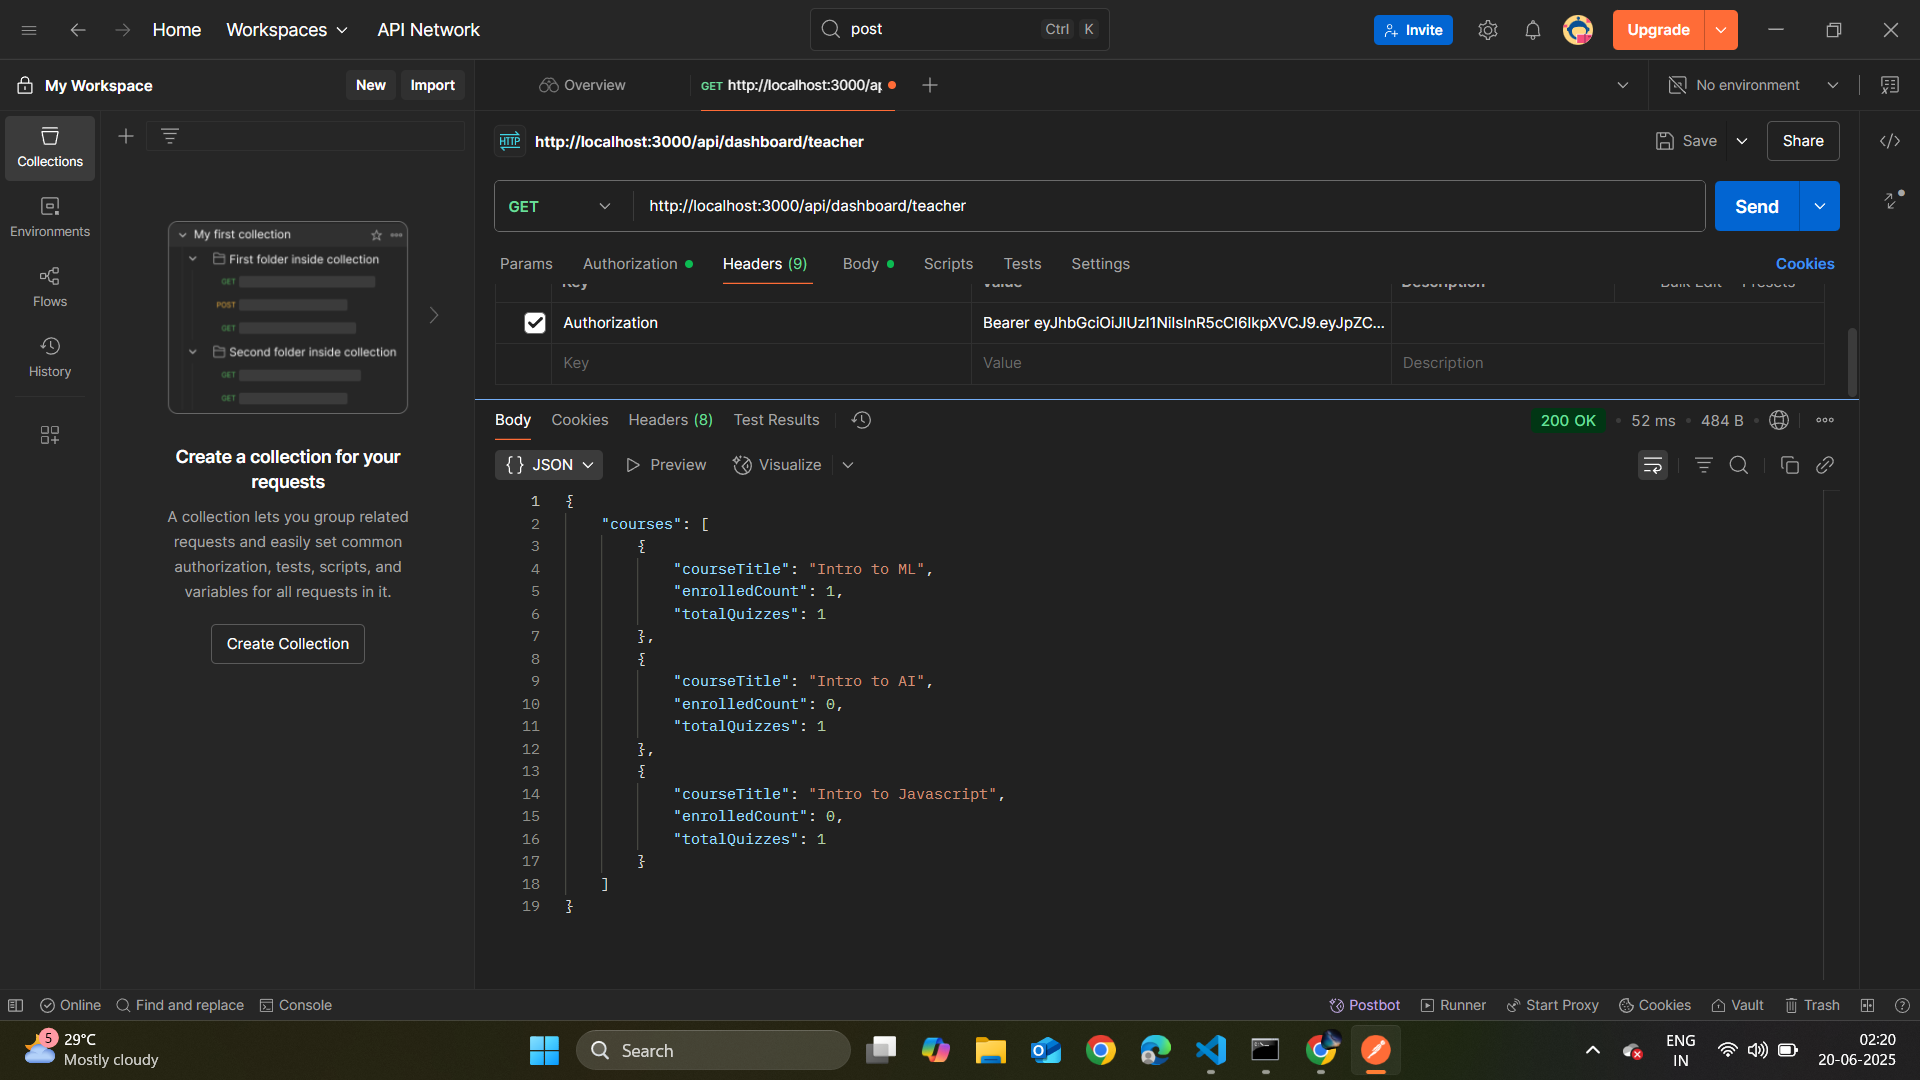 Home
Workspaces
API Network
post
Ctrl K
Invite
Upgrade
My Workspace
New
Import
Overview
GET http://localhost:3000/ap
No environment
Collections
Environments
Flows
History
My first collection
First folder inside collection
GET
POST
GET
Second folder inside collection
GET
GET
Create a collection for your
requests
A collection lets you group related
requests and easily set common
authorization, tests, scripts, and
variables for all requests in it.
Create Collection
HTTP http://localhost:3000/api/dashboard/teacher
Save
Share
GET
http://localhost:3000/api/dashboard/teacher
Send
Params
Authorization
Headers (9)
Body
Scripts
Tests
Settings
Cookies
Key
Value
Description
Bulk Edit
Presets
Authorization
Bearer eyJhbGciOiJIUzI1NiIsInR5cCI6IkpXVCJ9.eyJpZC...
Key
Value
Description
Body
Cookies
Headers (8)
Test Results
200 OK
52 ms
484 B
{} JSON
Preview
Visualize
1 {
2 "courses": [
3 {
4 "courseTitle": "Intro to ML",
5 "enrolledCount": 1,
6 "totalQuizzes": 1
7 },
8 {
9 "courseTitle": "Intro to AI",
10 "enrolledCount": 0,
11 "totalQuizzes": 1
12 },
13 {
14 "courseTitle": "Intro to Javascript",
15 "enrolledCount": 0,
16 "totalQuizzes": 1
17 }
18 ]
19 }
Online
Find and replace
Console
Postbot
Runner
Start Proxy
Cookies
Vault
Trash
5
29°C
Mostly cloudy
Search
ENG
IN
02:20
20-06-2025